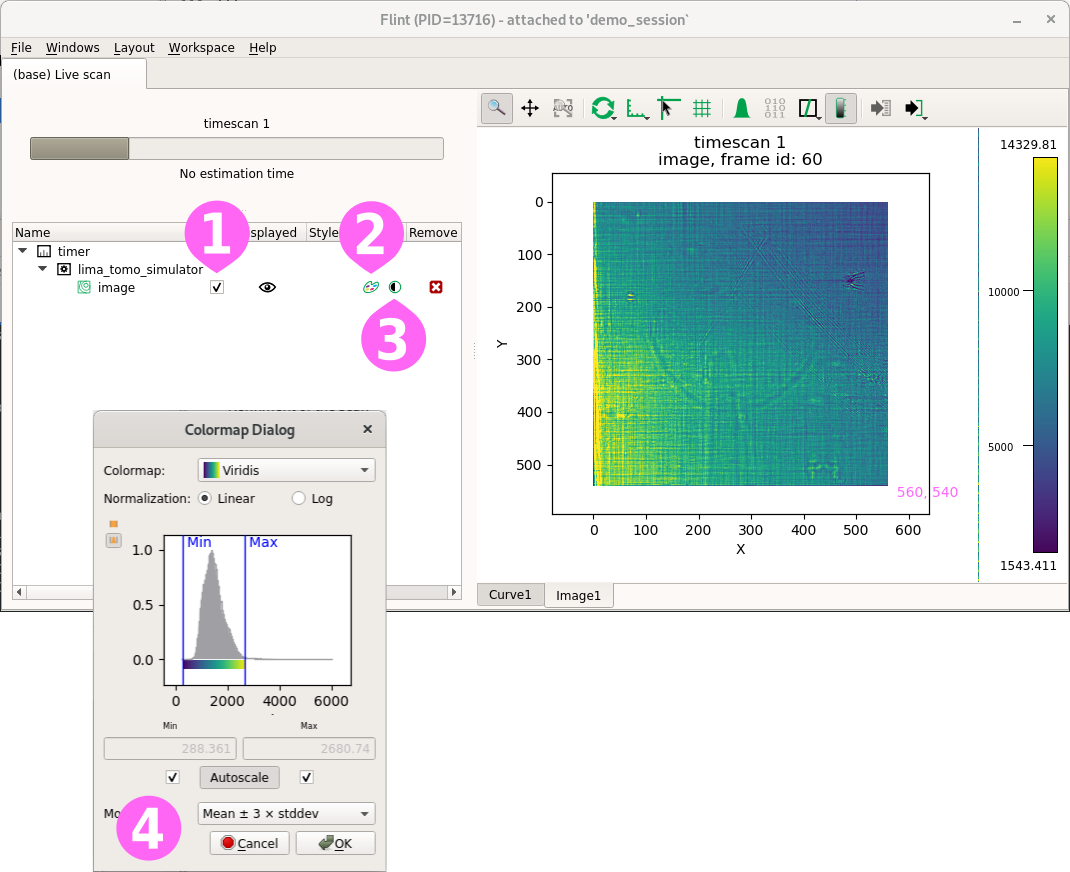 Flint (PID=13716) - attached to 'demo_session`
File Windows Layout Workspace Help
(base) Live scan
timescan 1
No estimation time
Name splayed Style Remove
1
2
timer
lima_tomo_simulator
image
3
timescan 1
image, frame id: 60
0
100
200
300
400
500
Y
0 100 200 300 400 500 600
X
560, 540
14329.81
10000
5000
1543.411
Curve1 Image1
Colormap Dialog
Colormap: Viridis
Normalization: Linear Log
Min Max
1.0
0.5
0.0
0 2000 4000 6000
Min Max
288.361 2680.74
Autoscale
Mean ± 3 × stddev
4
Cancel OK